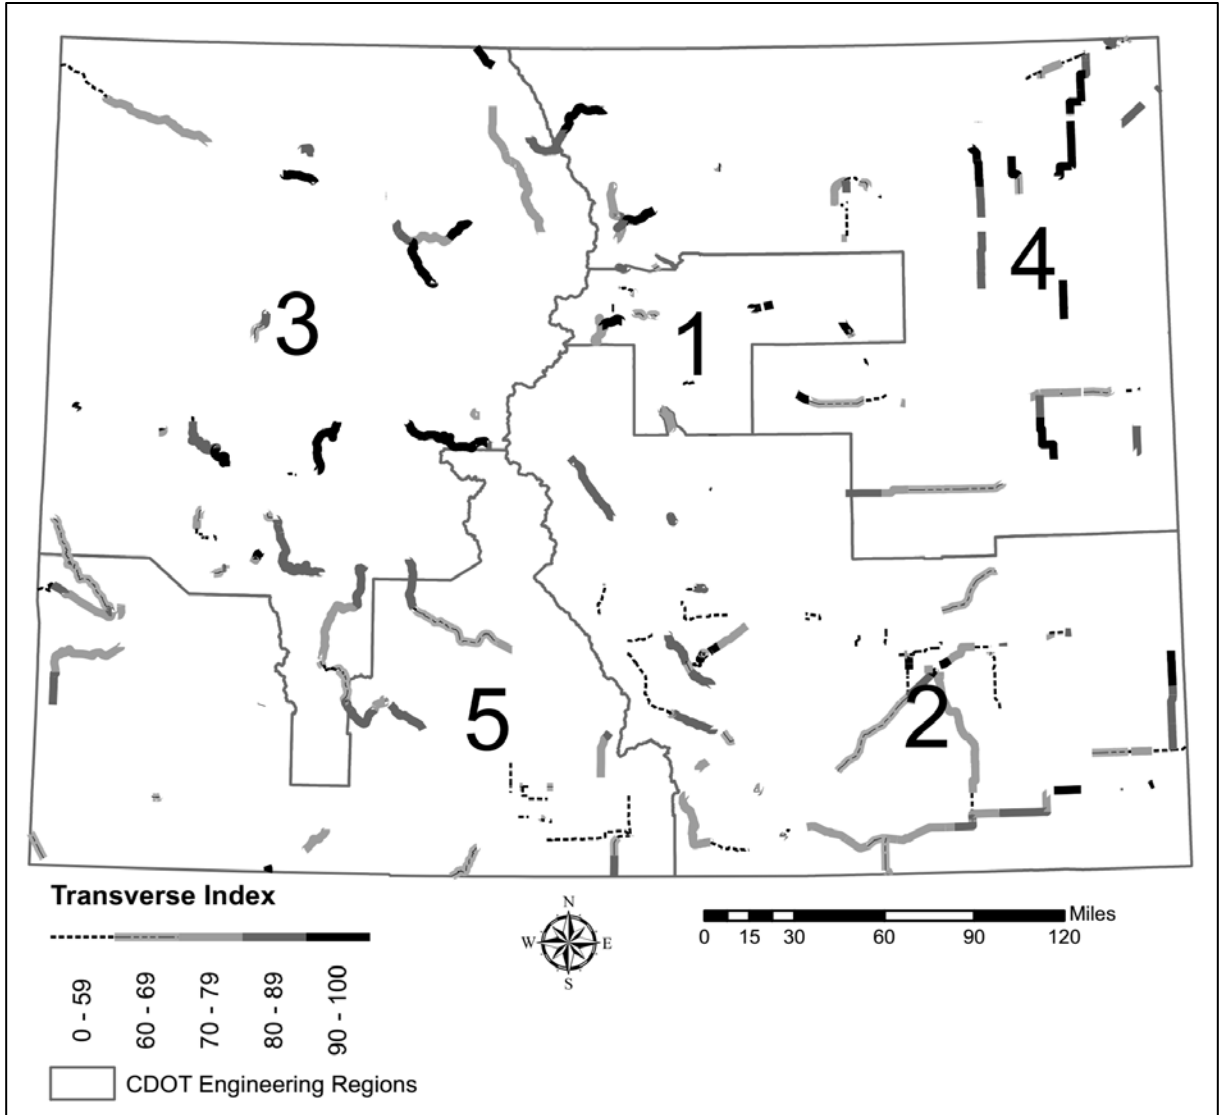 4
3
1
5
2
Transverse Index
0 - 59
60 - 69
70 - 79
80 - 89
90 - 100
CDOT Engineering Regions
N
W E
S
Miles
0 15 30 60 90 120